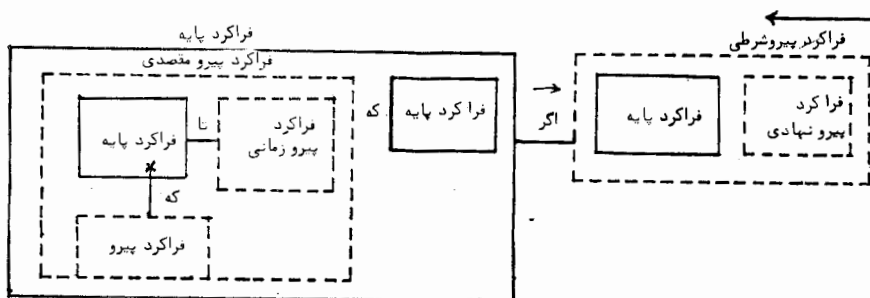 فراکرد پیروشرطی
فراکرد
پیرو نهادی
فراکرد پایه
اگر
فراکرد پایه
فراکرد پایه
که
فراکرد پیرو مقصدی
فراکرد
پیرو زمانی
تا
فراکرد پایه
که
فراکرد پیرو